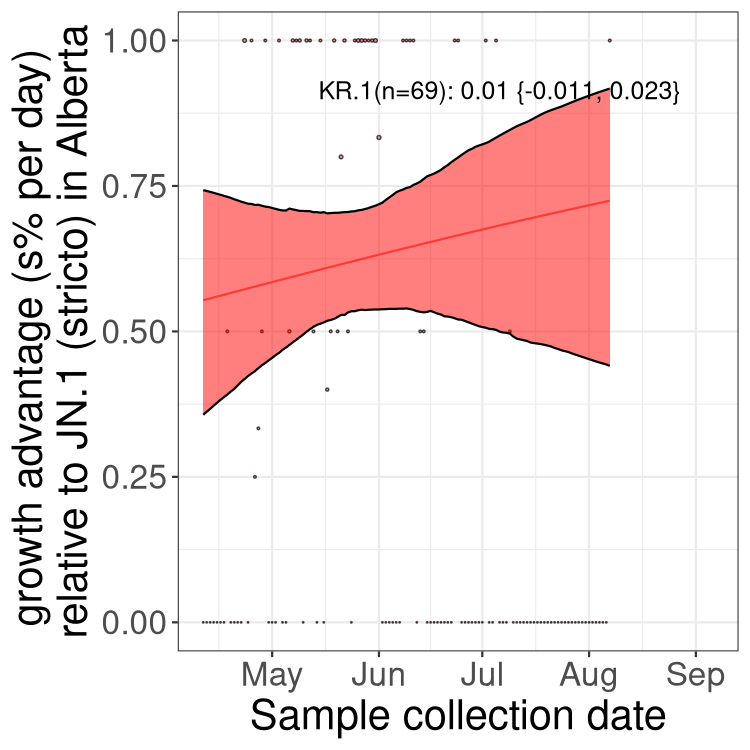 growth advantage (s% per day)
relative to JN.1 (stricto) in Alberta
1.00
0.75
0.50
0.25
0.00
KR.1(n=69): 0.01 {-0.011, 0.023}
May Jun Jul Aug Sep
Sample collection date